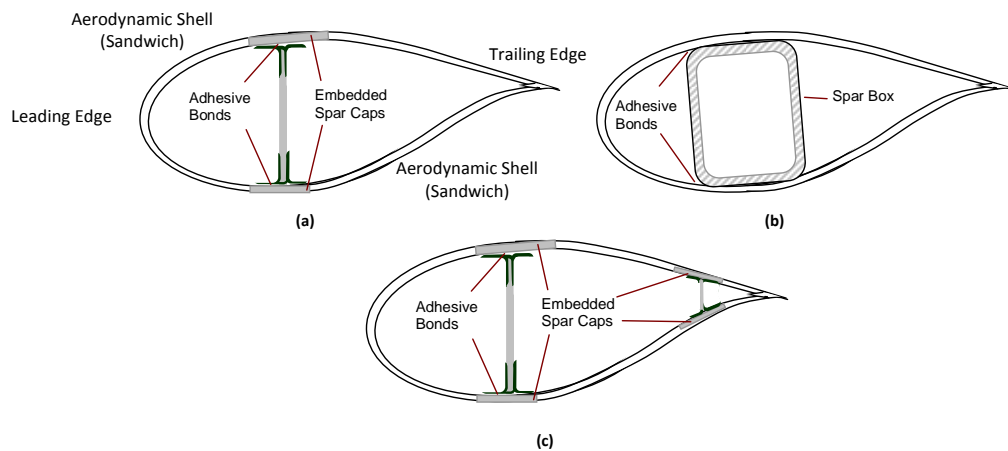 Aerodynamic Shell
(Sandwich)
Trailing Edge
Leading Edge
Adhesive
Bonds
Embedded
Spar Caps
Aerodynamic Shell
(Sandwich)
(a)
Adhesive
Bonds
Spar Box
(b)
Adhesive
Bonds
Embedded
Spar Caps
(c)